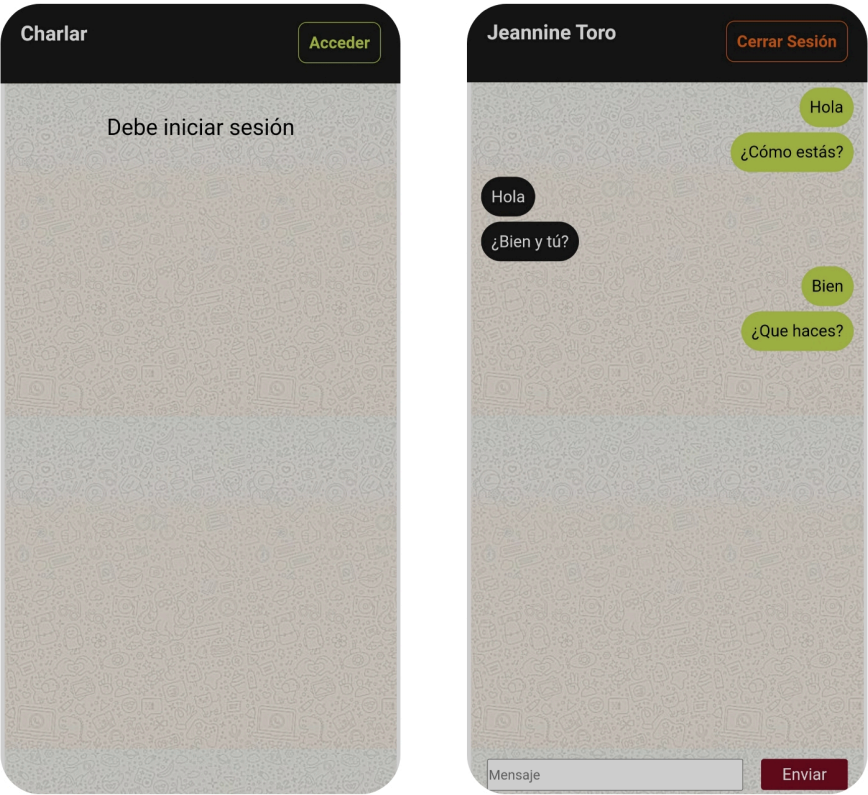 Charlar
Acceder
Debe iniciar sesión
Jeannine Toro
Cerrar Sesión
Hola
¿Cómo estás?
Hola
¿Bien y tú?
Bien
¿Que haces?
Mensaje
Enviar